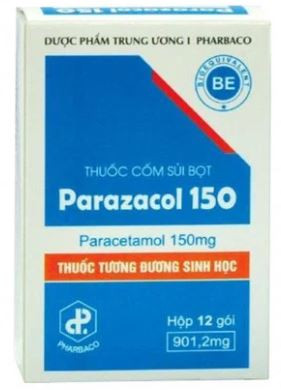 DƯỢC PHẨM TRUNG ƯƠNG I PHARBACO
BIOEQUIVALENT
BE
THUỐC CỐM SỦI BỌT
Parazacol 150
Paracetamol 150mg
THUỐC TƯƠNG ĐƯƠNG SINH HỌC
PHARBACO
Hộp 12 gói
901,2mg